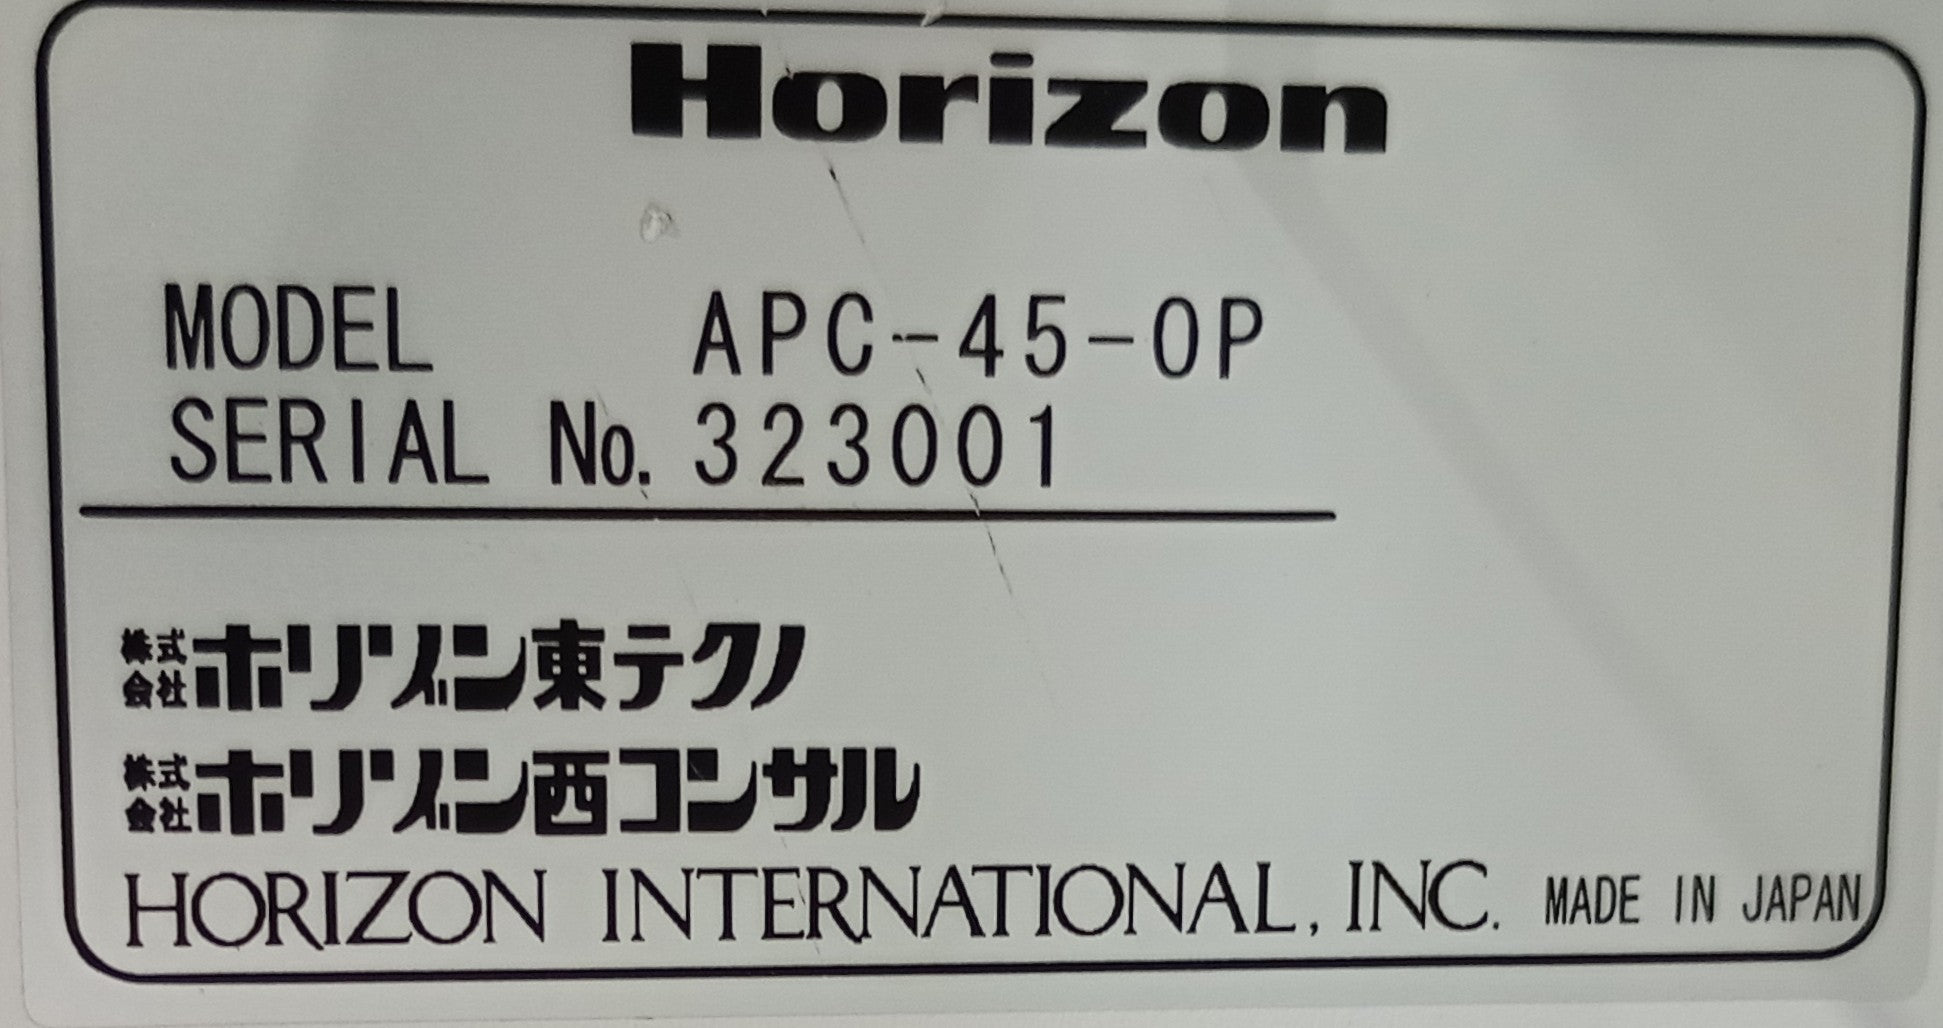 Horizon
MODEL APC-45-OP
SERIAL No. 323001
株式会社ホリゾン東テクノ
株式会社ホリゾン西コンサル
HORIZON INTERNATIONAL, INC. MADE IN JAPAN